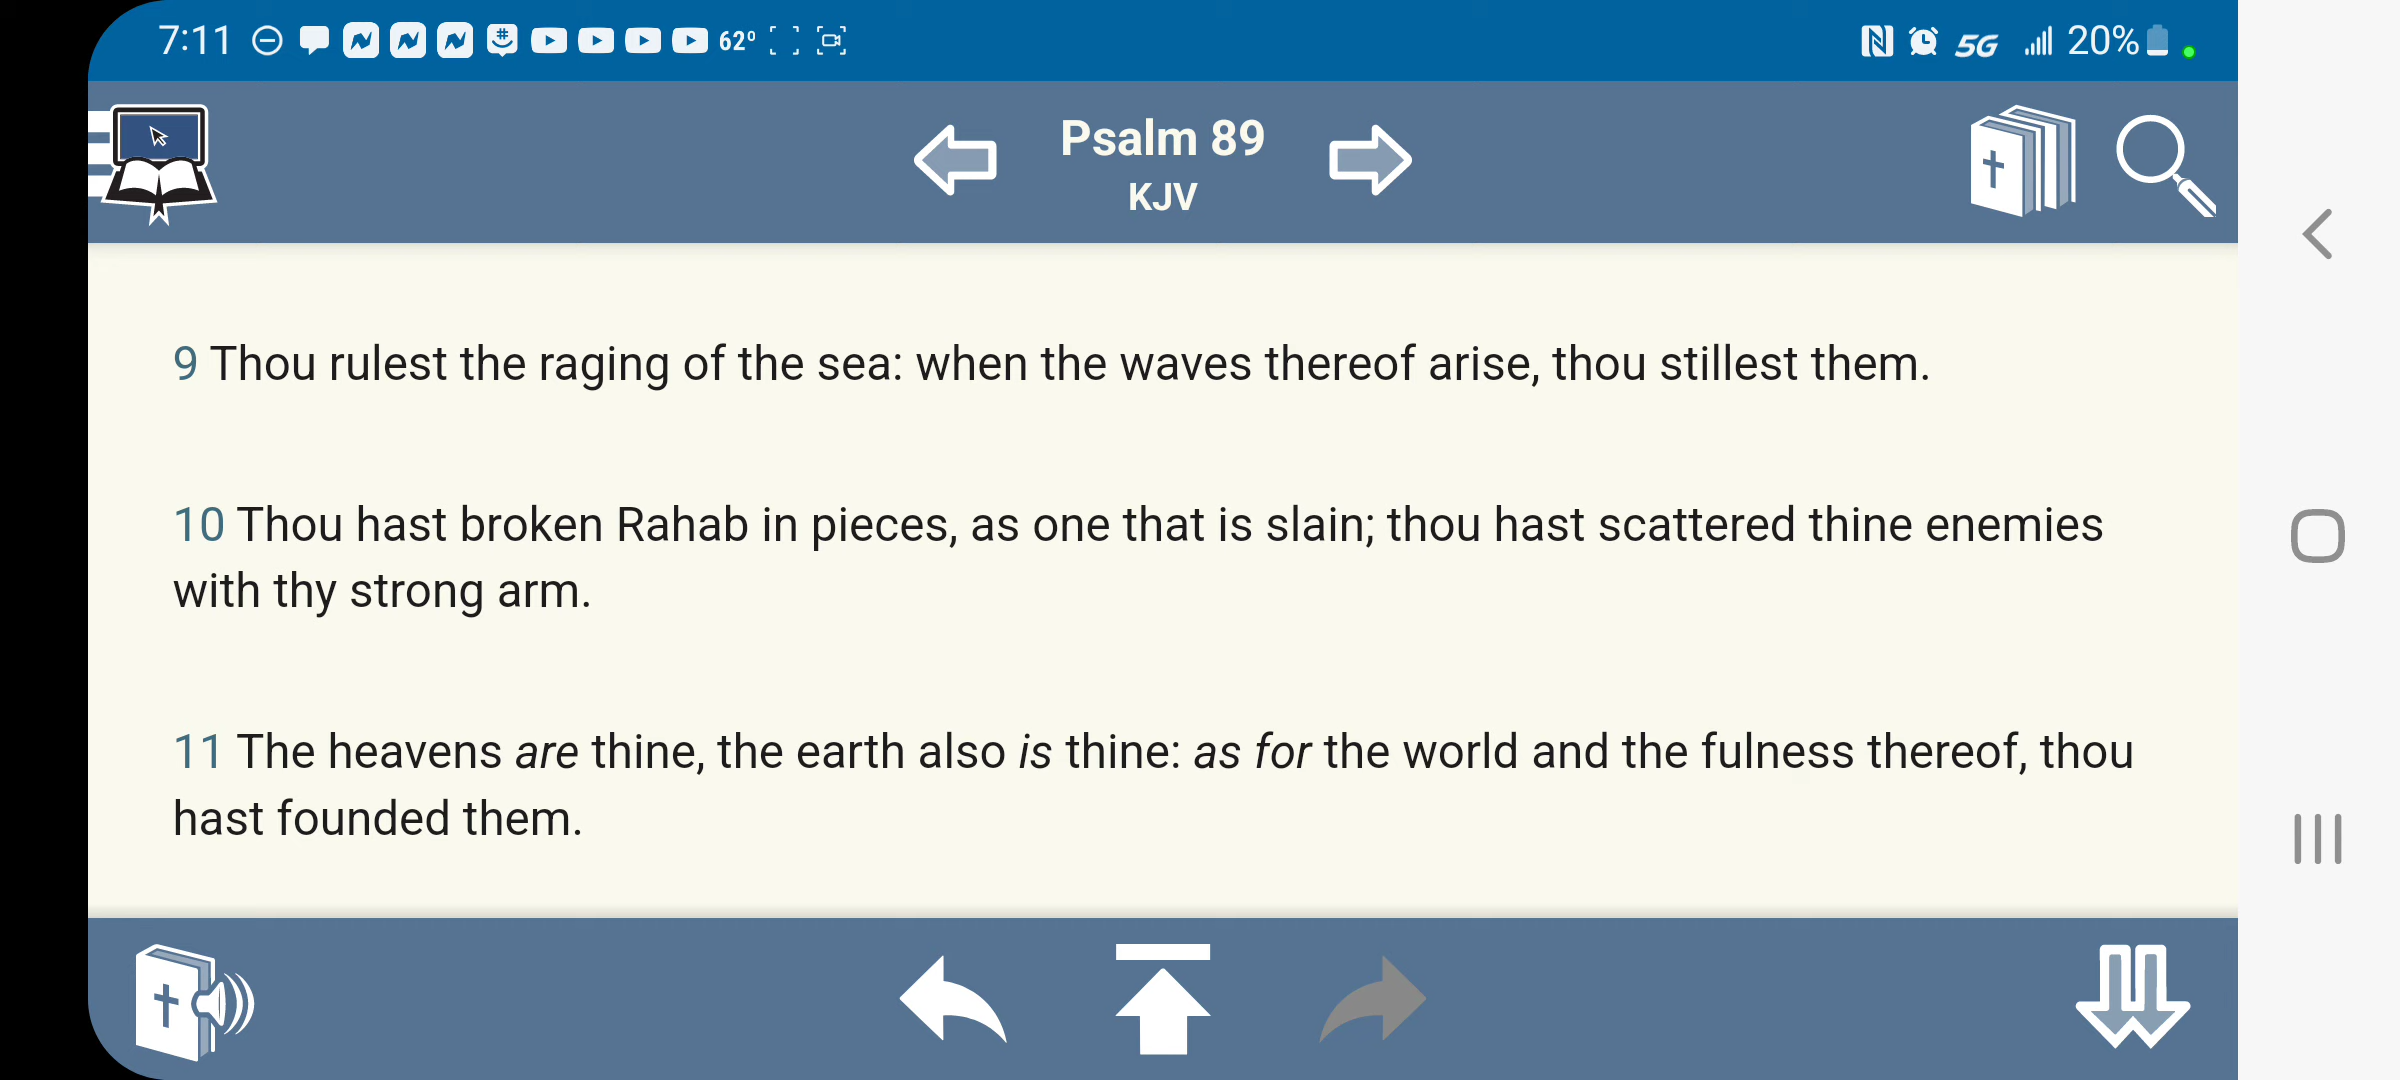 7:11 62° 5G 20%
Psalm 89
KJV
9 Thou rulest the raging of the sea: when the waves thereof arise, thou stillest them.
10 Thou hast broken Rahab in pieces, as one that is slain; thou hast scattered thine enemies
with thy strong arm.
11 The heavens are thine, the earth also is thine: as for the world and the fulness thereof, thou
hast founded them.